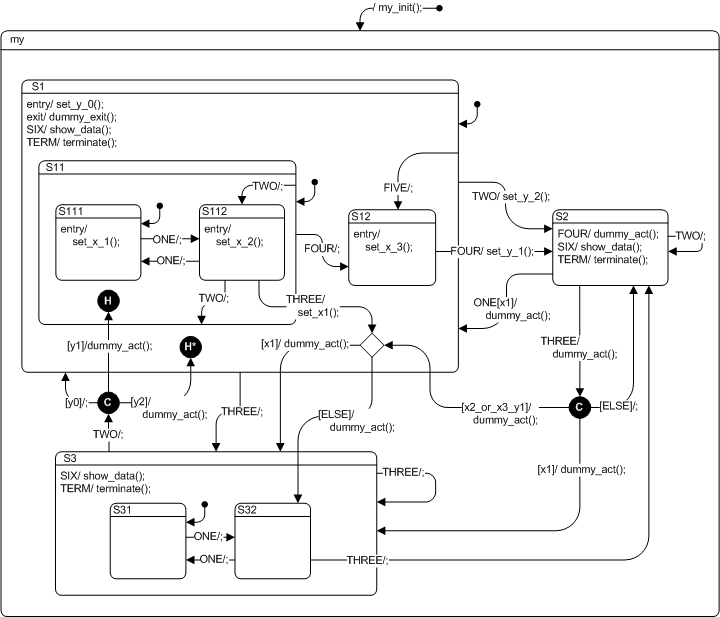 / my_init();
my
S1
entry/ set_y_0();
exit/ dummy_exit();
SIX/ show_data();
TERM/ terminate();
S11
TWO/;
FIVE/;
TWO/ set_y_2();
S111
entry/
set_x_1();
ONE/;
ONE/;
S112
entry/
set_x_2();
FOUR/;
S12
entry/
set_x_3();
FOUR/ set_y_1();
S2
FOUR/ dummy_act();
SIX/ show_data();
TERM/ terminate();
TWO/;
TWO/;
THREE/
set_x1();
ONE[x1]/
dummy_act();
H
[y1]/dummy_act();
H*
[x1]/ dummy_act();
THREE/
dummy_act();
[y0]/;
C
[y2]/
dummy_act();
THREE/;
[ELSE]/
dummy_act();
[x2_or_x3_y1]/
dummy_act();
C
[ELSE]/;
TWO/;
S3
SIX/ show_data();
TERM/ terminate();
THREE/;
[x1]/ dummy_act();
S31
ONE/;
ONE/;
S32
THREE/;